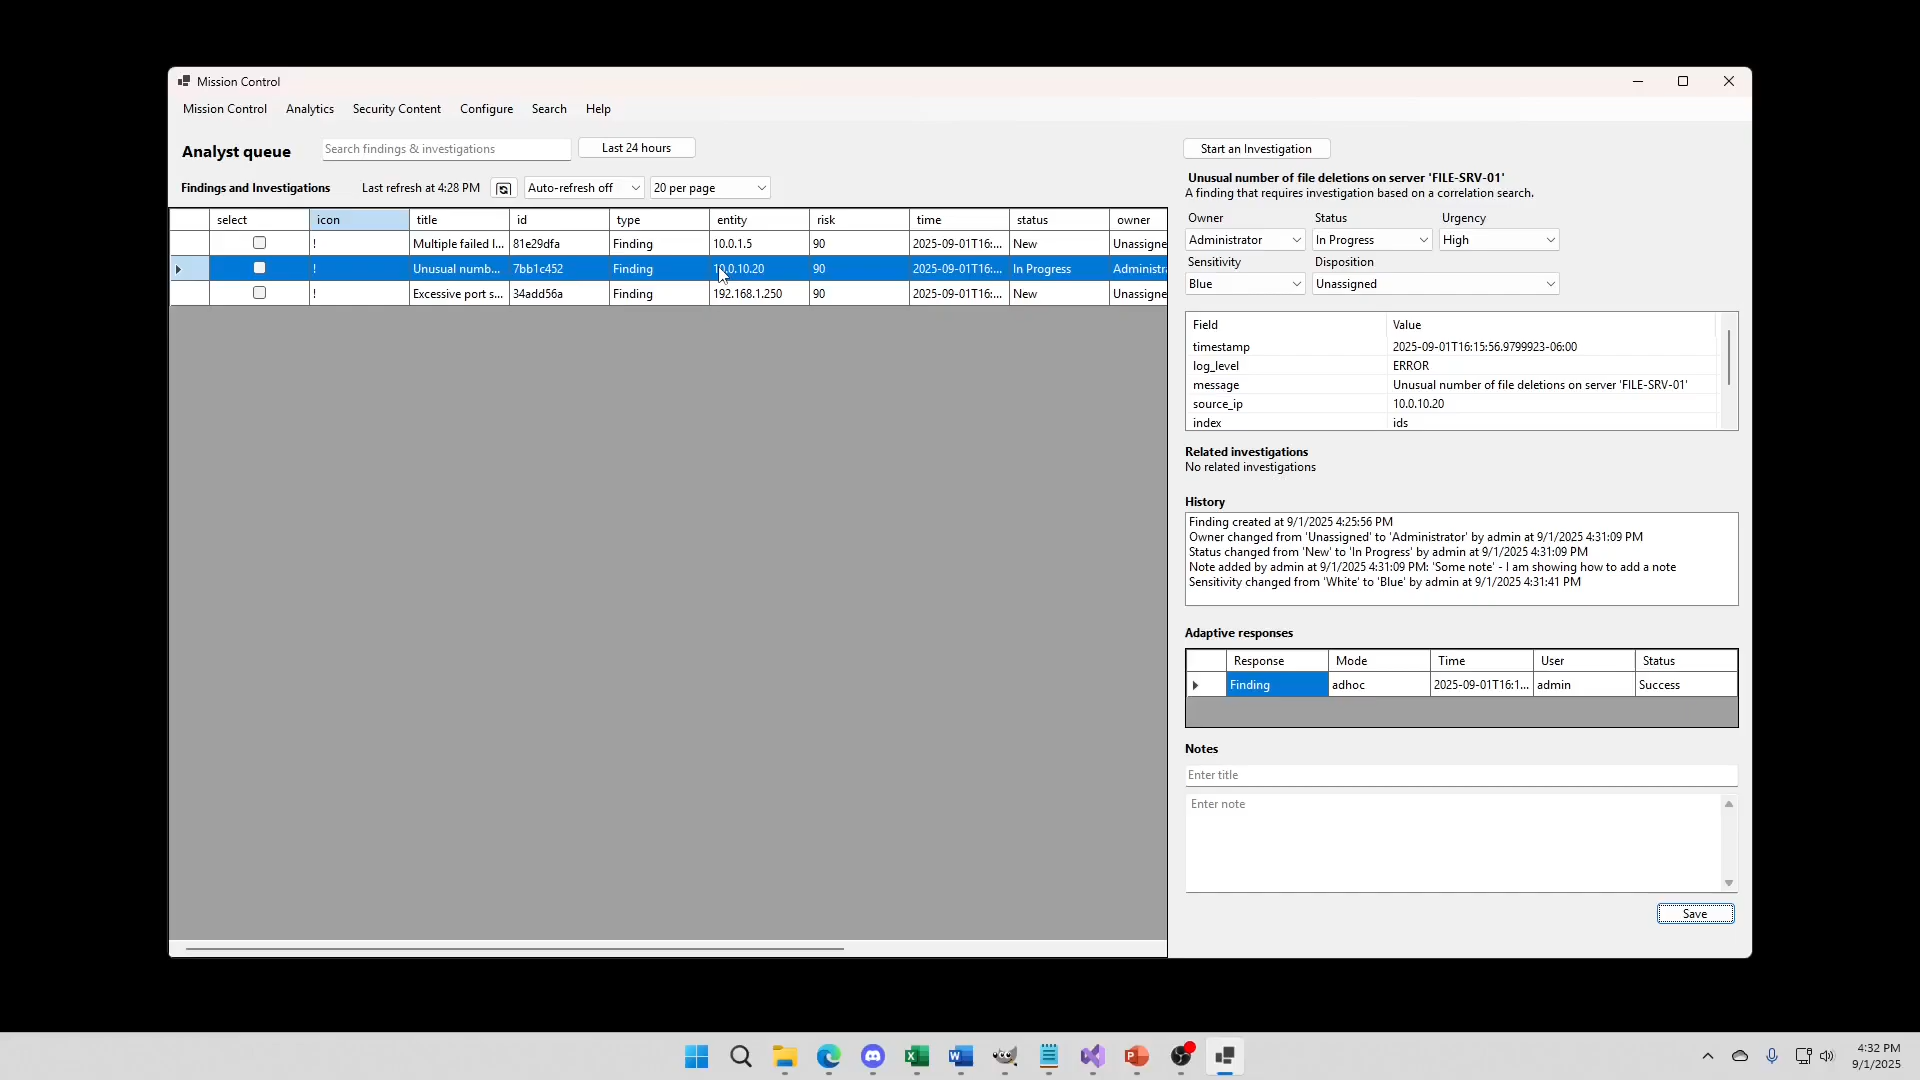 Mission Control
Mission Control Analytics Security Content Configure Search Help
Analyst queue Search findings & investigations Last 24 hours
Findings and Investigations Last refresh at 4:28 PM Auto-refresh off 20 per page
select icon title id type entity risk time status owner
! Multiple failed l... 81e29dfa Finding 10.0.1.5 90 2025-09-01T16:... New Unassigne
! Unusual numb... 7bb1c452 Finding 10.0.10.20 90 2025-09-01T16:... In Progress Administra
! Excessive port s... 34add56a Finding 192.168.1.250 90 2025-09-01T16:... New Unassigne
Start an Investigation
Unusual number of file deletions on server 'FILE-SRV-01'
A finding that requires investigation based on a correlation search.
Owner Status Urgency
Administrator In Progress High
Sensitivity Disposition
Blue Unassigned
Field Value
timestamp 2025-09-01T16:15:56.9799923-06:00
log_level ERROR
message Unusual number of file deletions on server 'FILE-SRV-01'
source_ip 10.0.10.20
index ids
Related investigations
No related investigations
History
Finding created at 9/1/2025 4:25:56 PM
Owner changed from 'Unassigned' to 'Administrator' by admin at 9/1/2025 4:31:09 PM
Status changed from 'New' to 'In Progress' by admin at 9/1/2025 4:31:09 PM
Note added by admin at 9/1/2025 4:31:09 PM: 'Some note' - I am showing how to add a note
Sensitivity changed from 'White' to 'Blue' by admin at 9/1/2025 4:31:41 PM
Adaptive responses
Response Mode Time User Status
Finding adhoc 2025-09-01T16:1... admin Success
Notes
Enter title
Enter note
Save
4:32 PM
9/1/2025